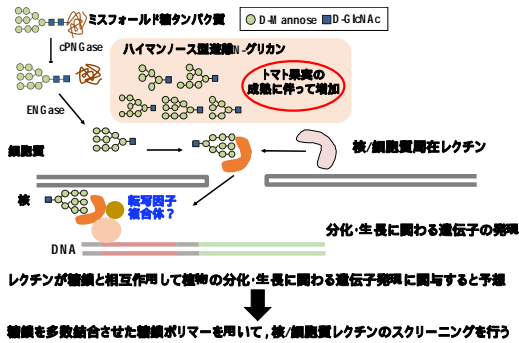 ミスフォールド糖タンパク質
D-Mannose
D-GlcNAc
cPNGase
ハイマンノース型遊離N-グリカン
トマト果実の
成熟に伴って増加
ENGase
細胞質
核/細胞質局在レクチン
核
転写因子
複合体？
分化・生長に関わる遺伝子の発現
DNA
レクチンが糖鎖と相互作用して植物の分化・生長に関わる遺伝子発現に関与すると予想
糖鎖を多数結合させた糖鎖ポリマーを用いて，核/細胞質レクチンのスクリーニングを行う